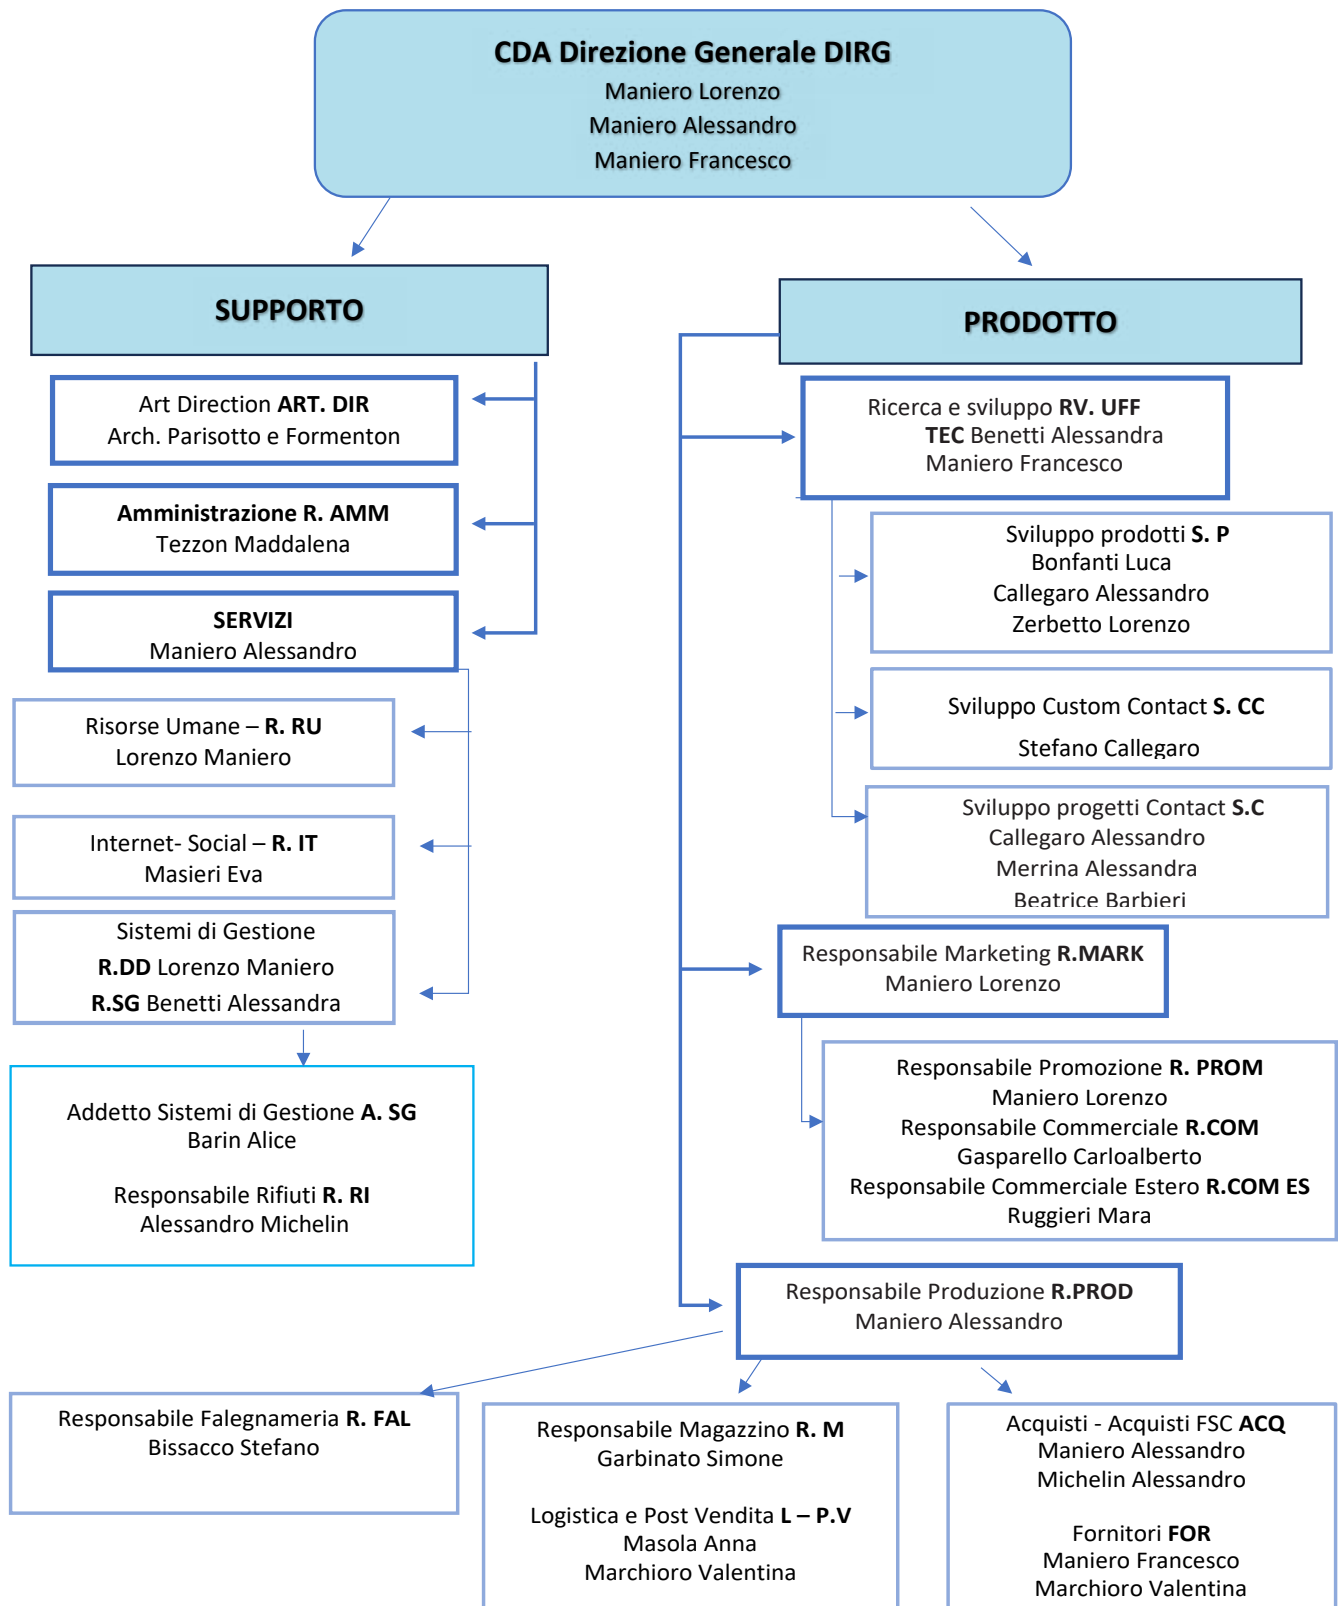 CDA Direzione Generale DIRG
Maniero Lorenzo
Maniero Alessandro
Maniero Francesco
SUPPORTO
Art Direction ART. DIR
Arch. Parisotto e Formenton
Amministrazione R. AMM
Tezzon Maddalena
SERVIZI
Maniero Alessandro
Risorse Umane – R. RU
Lorenzo Maniero
Internet- Social – R. IT
Masieri Eva
Sistemi di Gestione
R.DD Lorenzo Maniero
R.SG Benetti Alessandra
Addetto Sistemi di Gestione A. SG
Barin Alice
Responsabile Rifiuti R. RI
Alessandro Michelin
PRODOTTO
Ricerca e sviluppo RV. UFF
TEC Benetti Alessandra
Maniero Francesco
Sviluppo prodotti S. P
Bonfanti Luca
Callegaro Alessandro
Zerbetto Lorenzo
Sviluppo Custom Contact S. CC
Stefano Callegaro
Sviluppo progetti Contact S.C
Callegaro Alessandro
Merrina Alessandra
Beatrice Barbieri
Responsabile Marketing R.MARK
Maniero Lorenzo
Responsabile Promozione R. PROM
Maniero Lorenzo
Responsabile Commerciale R.COM
Gasparello Carloalberto
Responsabile Commerciale Estero R.COM ES
Ruggieri Mara
Responsabile Produzione R.PROD
Maniero Alessandro
Responsabile Falegnameria R. FAL
Bissacco Stefano
Responsabile Magazzino R. M
Garbinato Simone
Logistica e Post Vendita L – P.V
Masola Anna
Marchioro Valentina
Acquisti - Acquisti FSC ACQ
Maniero Alessandro
Michelin Alessandro
Fornitori FOR
Maniero Francesco
Marchioro Valentina